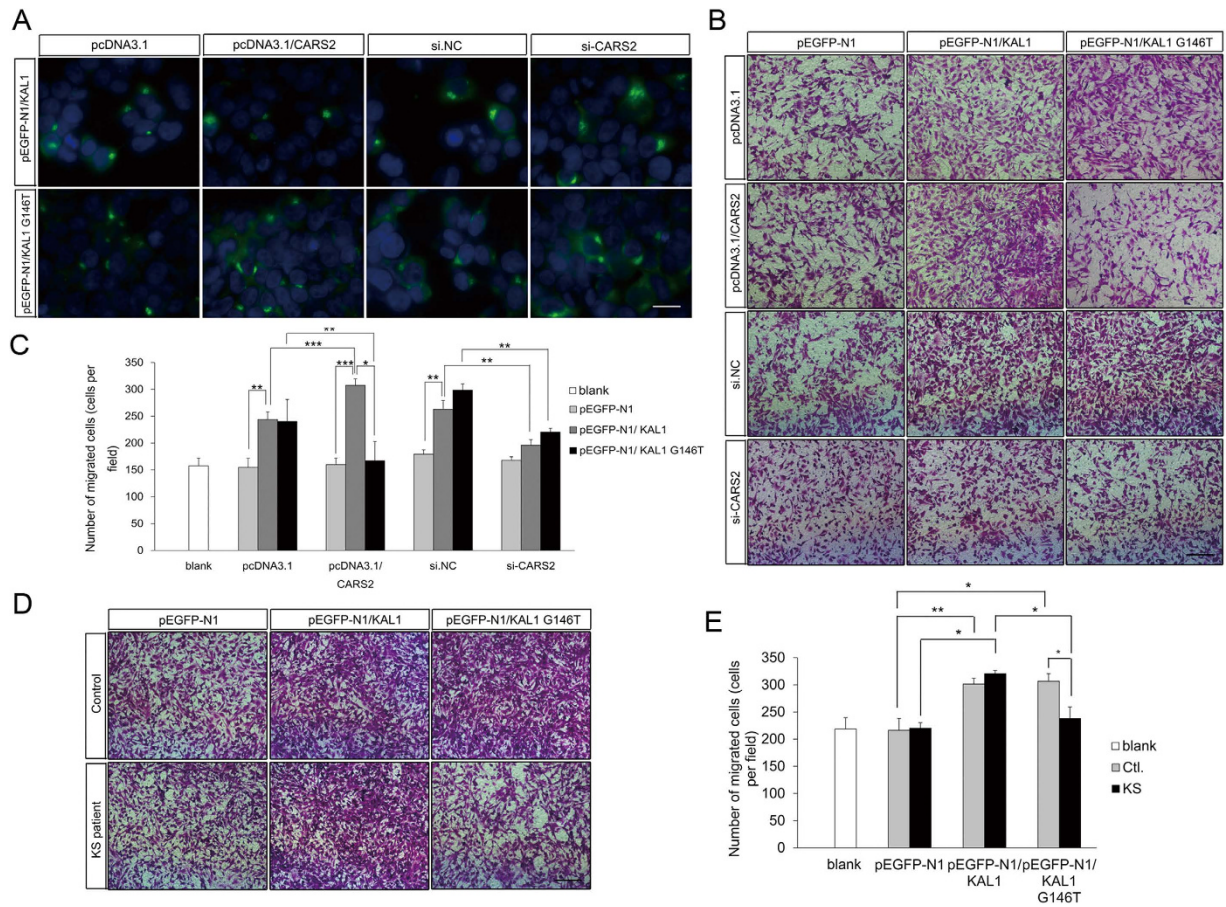 A
pcDNA3.1
pcDNA3.1/CARS2
si.NC
si-CARS2
pEGFP-N1/KAL1
pEGFP-N1/KAL1 G146T
B
pEGFP-N1
pEGFP-N1/KAL1
pEGFP-N1/KAL1 G146T
pcDNA3.1
pcDNA3.1/CARS2
si.NC
si-CARS2
C
Number of migrated cells (cells per
field)
350
300
250
200
150
100
50
0
**
***
**
***
*
**
**
**
blank
pEGFP-N1
pEGFP-N1/ KAL1
pEGFP-N1/ KAL1 G146T
blank
pcDNA3.1
pcDNA3.1/
CARS2
si.NC
si-CARS2
D
pEGFP-N1
pEGFP-N1/KAL1
pEGFP-N1/KAL1 G146T
Control
KS patient
E
Number of migrated cells (cells
per field)
350
300
250
200
150
100
50
0
*
**
*
*
*
blank
Ctl.
KS
blank
pEGFP-N1
pEGFP-N1/
KAL1
pEGFP-N1/
KAL1
G146T